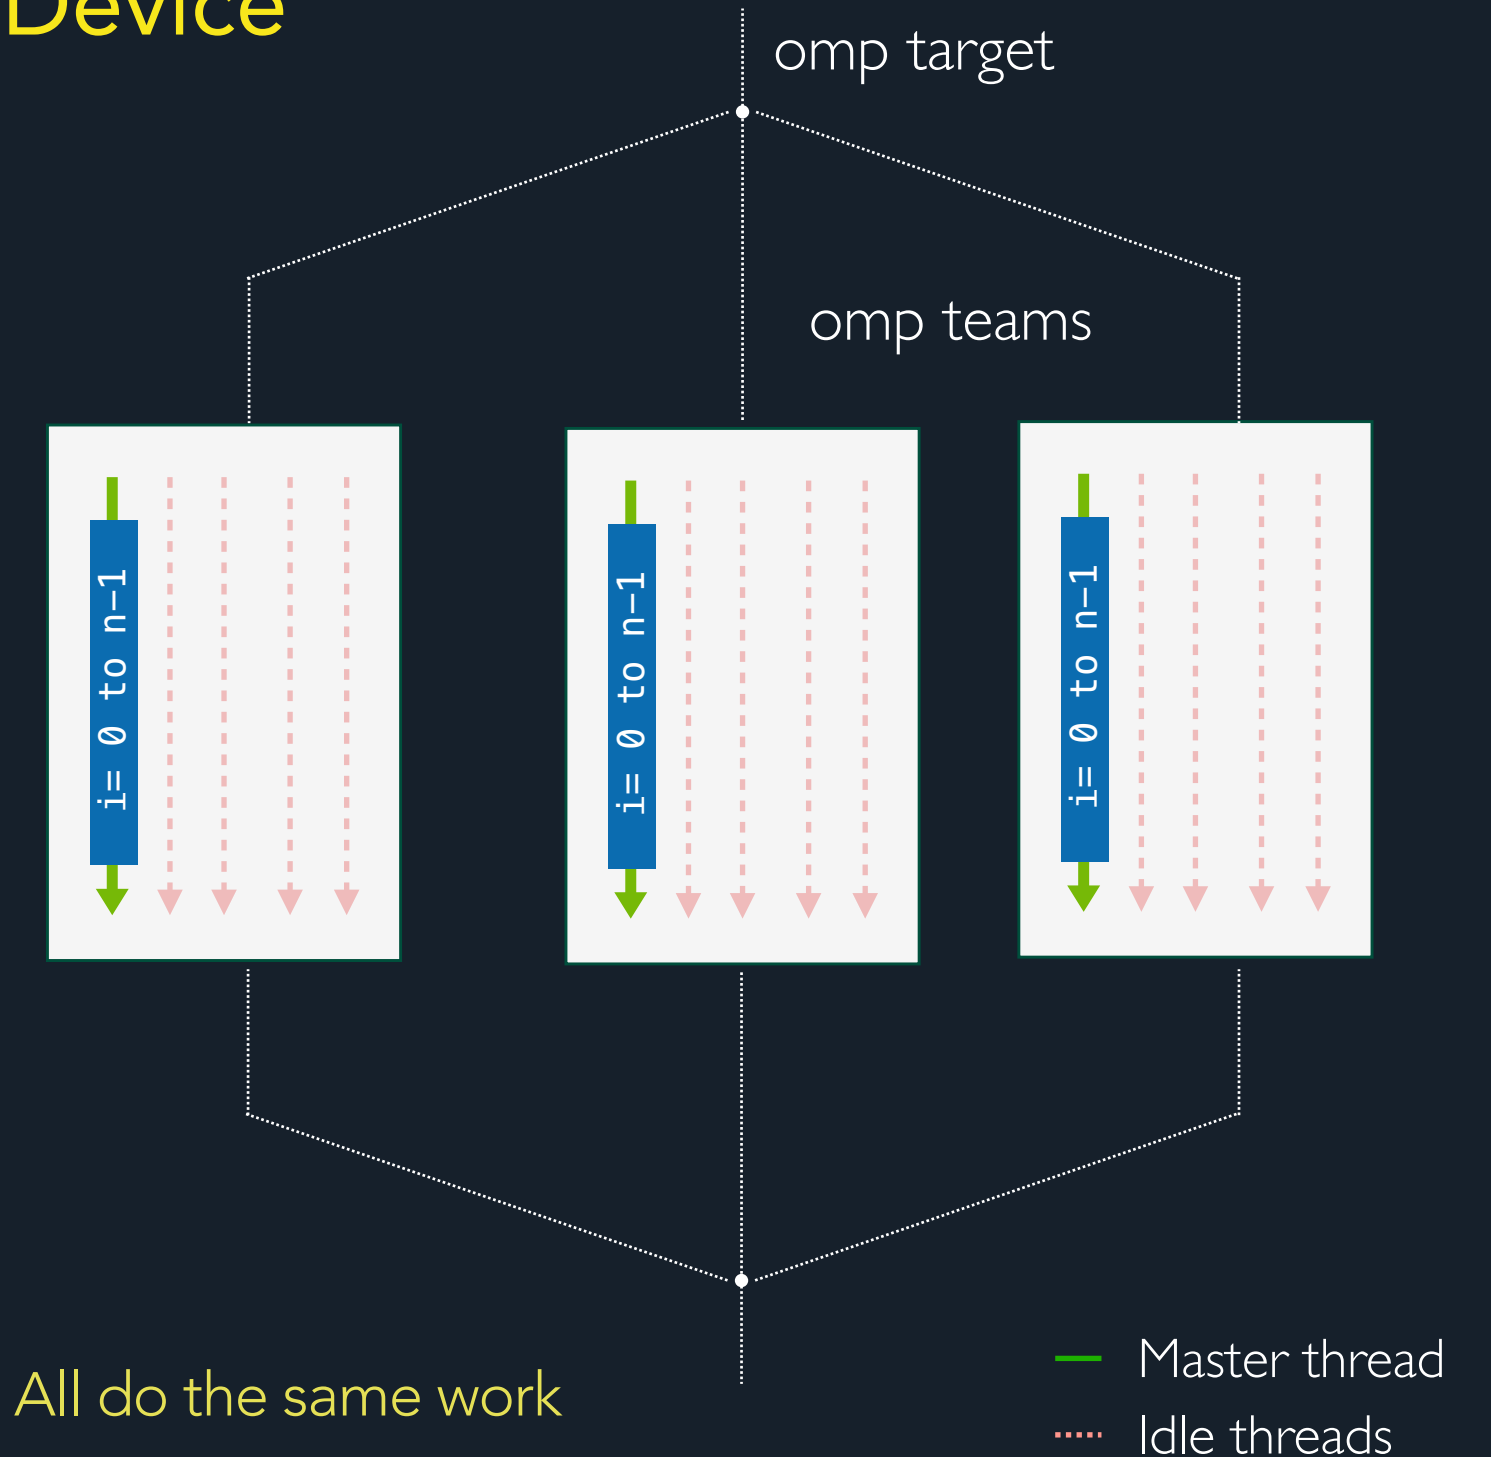 Device
omp target
omp teams
i= 0 to n–1
i= 0 to n–1
i= 0 to n–1
All do the same work
Master thread
Idle threads